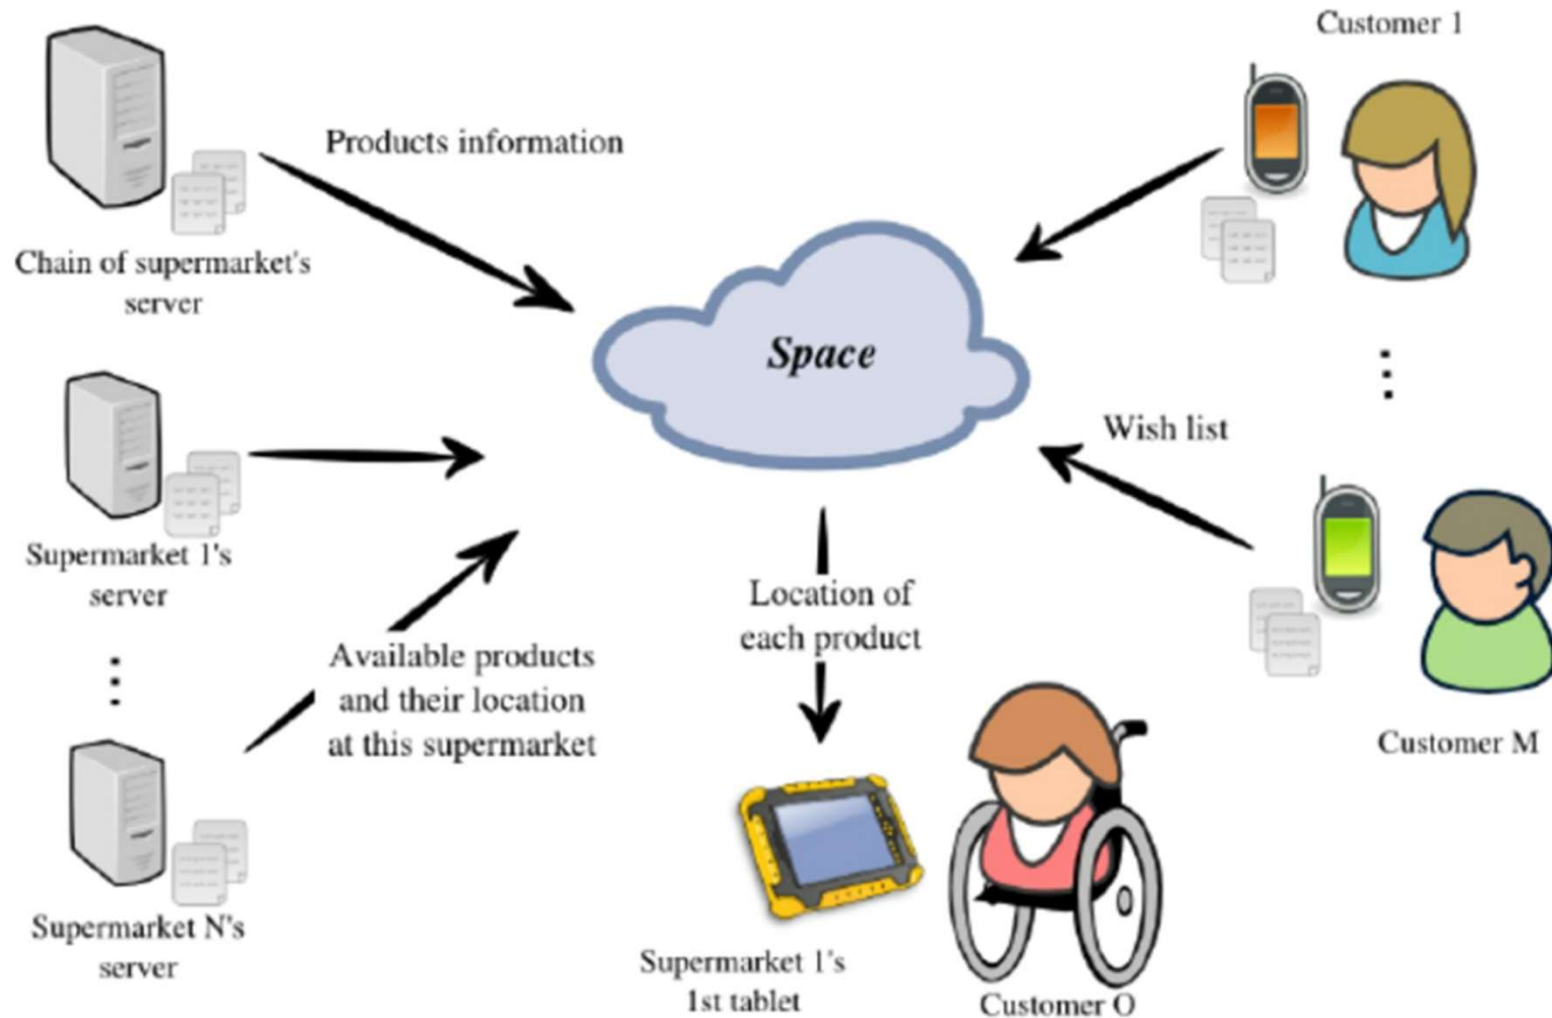 Customer 1
Products information
Chain of supermarket's
server
Space
Wish list
Supermarket 1's
server
Location of
each product
Available products
and their location
at this supermarket
Customer M
Supermarket N's
server
Supermarket 1's
1st tablet
Customer O